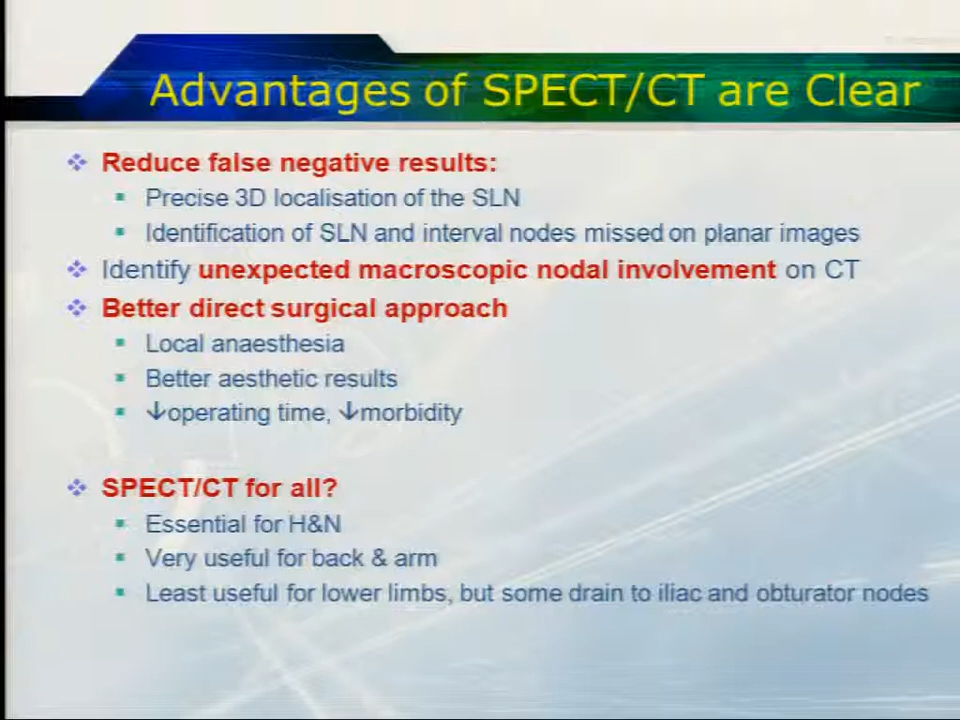 Advantages of SPECT/CT are Clear
Reduce false negative results:
Precise 3D localisation of the SLN
Identification of SLN and interval nodes missed on planar images
Identify unexpected macroscopic nodal involvement on CT
Better direct surgical approach
Local anaesthesia
Better aesthetic results
↓operating time, ↓morbidity
SPECT/CT for all?
Essential for H&N
Very useful for back & arm
Least useful for lower limbs, but some drain to iliac and obturator nodes